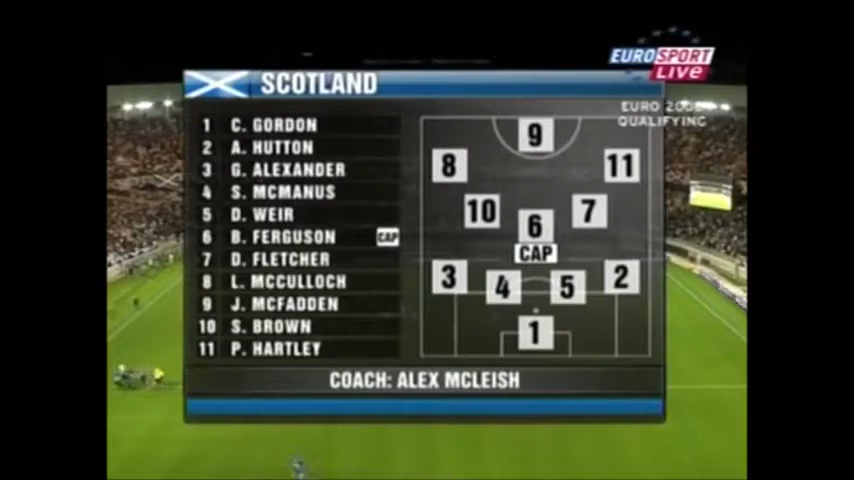 EUROSPORT
LIVE
EURO 2008
QUALIFYING
SCOTLAND
1 C. GORDON
2 A. HUTTON
3 G. ALEXANDER
4 S. MCMANUS
5 D. WEIR
6 B. FERGUSON CAP
7 D. FLETCHER
8 L. MCCULLOCH
9 J. MCFADDEN
10 S. BROWN
11 P. HARTLEY
9
8 11
10 6 7
CAP
3 4 5 2
1
COACH: ALEX MCLEISH